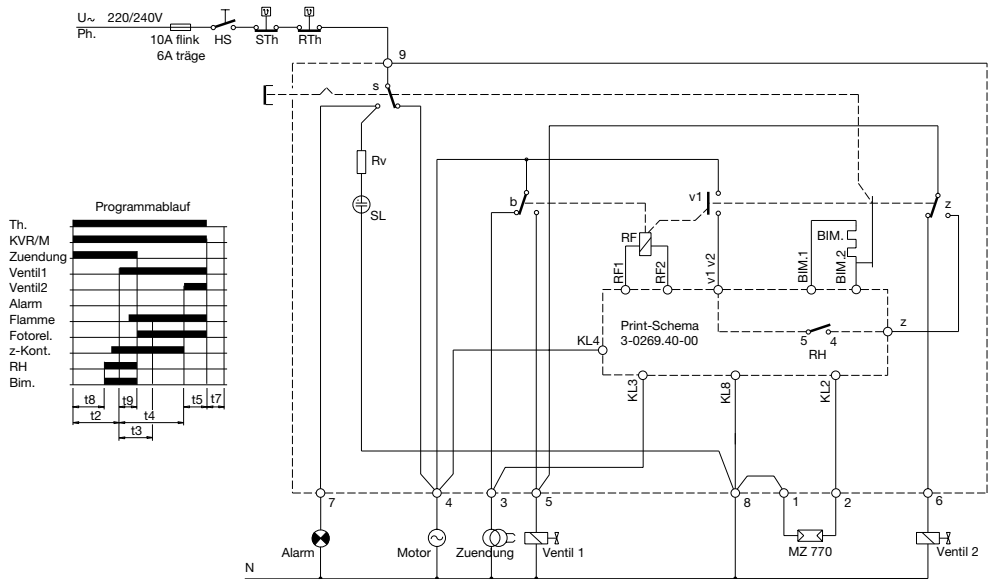 U~ 220/240V
Ph.
10A flink
6A träge
HS
STh
RTh
9
s
Rv
SL
b
v1
z
RF
RF1
RF2
v1 v2
BIM.
BIM.1
BIM.2
Print-Schema
3-0269.40-00
5 4
RH
z
KL4
KL3
KL8
KL2
7
4
3
5
8
1
2
6
Alarm
Motor
Zuendung
Ventil 1
MZ 770
Ventil 2
N
Programmablauf
Th.
KVR/M
Zuendung
Ventil1
Ventil2
Alarm
Flamme
Fotorel.
z-Kont.
RH
Bim.
t8
t9
t5
t7
t2
t4
t3